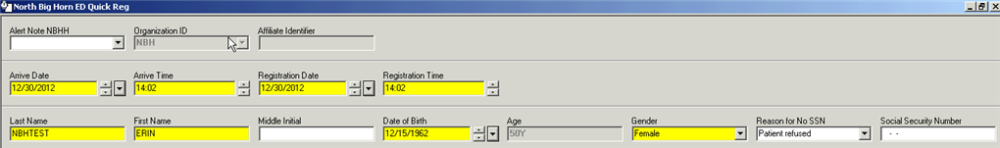 North Big Horn ED Quick Reg
Alert Note NBHH Organization ID Affiliate Identifier
NBH
Arrive Date Arrive Time Registration Date Registration Time
12/30/2012 14:02 12/30/2012 14:02
Last Name First Name Middle Initial Date of Birth Age Gender Reason for No SSN Social Security Number
NBHTEST ERIN 12/15/1962 50Y Female Patient refused - -